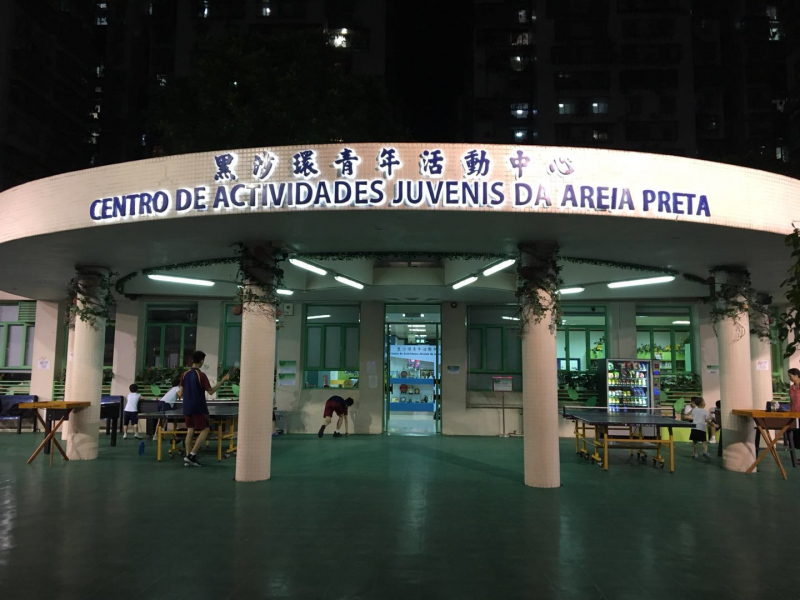 黑沙環青年活動中心
CENTRO DE ACTIVIDADES JUVENIS DA AREIA PRETA